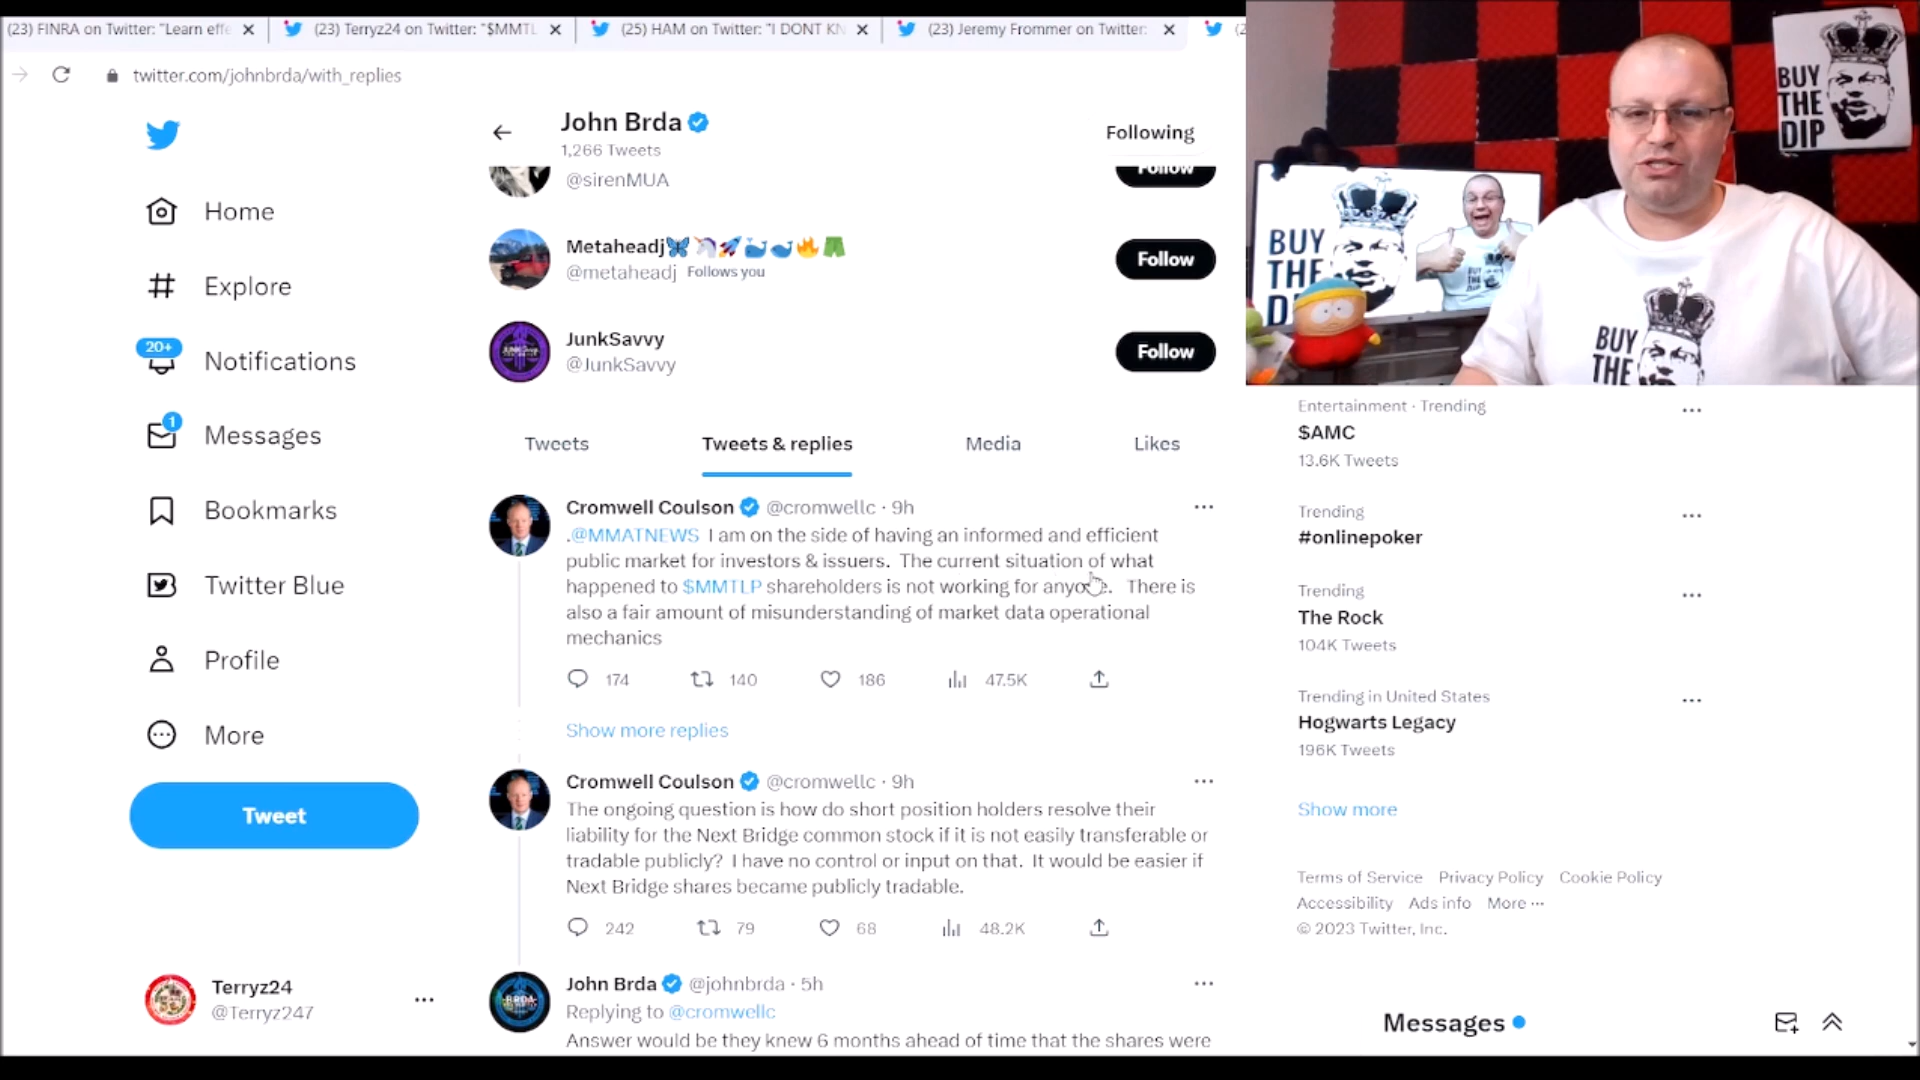 (23) FINRA on Twitter: "Learn effe
(23) Terryz24 on Twitter: "$MMTL
(25) HAM on Twitter: "I DONT KN
(23) Jeremy Frommer on Twitter:
twitter.com/johnbrda/with_replies
John Brda
1,266 Tweets
Following
@sirenMUA
Follow
Metaheadj
@metaheadj Follows you
Follow
JunkSavvy
@JunkSavvy
Follow
Home
Explore
20+
Notifications
1
Messages
Bookmarks
Twitter Blue
Profile
More
Tweet
Terryz24
@Terryz247
Tweets
Tweets & replies
Media
Likes
Cromwell Coulson @cromwellc · 9h
.@MMATNEWS I am on the side of having an informed and efficient
public market for investors & issuers. The current situation of what
happened to $MMTLP shareholders is not working for anyone. There is
also a fair amount of misunderstanding of market data operational
mechanics
174 140 186 47.5K
Show more replies
Cromwell Coulson @cromwellc · 9h
The ongoing question is how do short position holders resolve their
liability for the Next Bridge common stock if it is not easily transferable or
tradable publicly? I have no control or input on that. It would be easier if
Next Bridge shares became publicly tradable.
242 79 68 48.2K
John Brda @johnbrda · 5h
Replying to @cromwellc
Answer would be they knew 6 months ahead of time that the shares were
BUY
THE
DIP
BUY
THE
D
BUY
THE
Entertainment · Trending
$AMC
13.6K Tweets
Trending
#onlinepoker
Trending
The Rock
104K Tweets
Trending in United States
Hogwarts Legacy
196K Tweets
Show more
Terms of Service Privacy Policy Cookie Policy
Accessibility Ads info More ···
© 2023 Twitter, Inc.
Messages